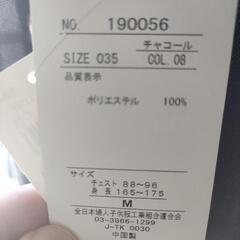 NO. 190056
チャコール
SIZE 035 COL.08
品質表示
ポリエステル 100%
サイズ
チェスト 88~96
身長 165~175
M
全日本婦人子供服工業組合連合会
03-3866-1299
J-TK 0030
中国製